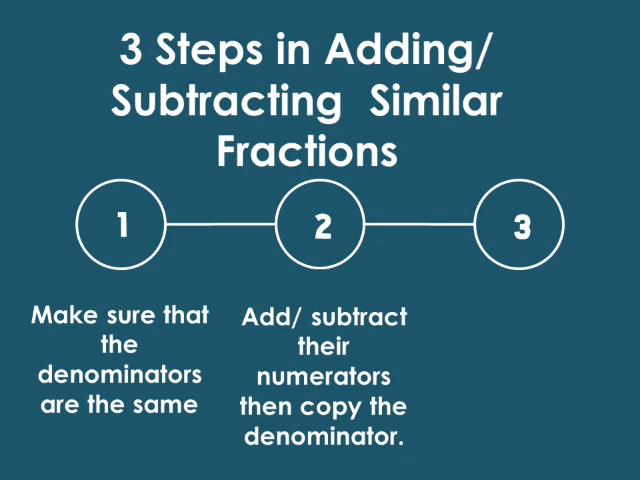 3 Steps in Adding/
Subtracting  Similar
Fractions
1
2
3
Make sure that
the
denominators
are the same
Add/ subtract
their
numerators
then copy the
denominator.